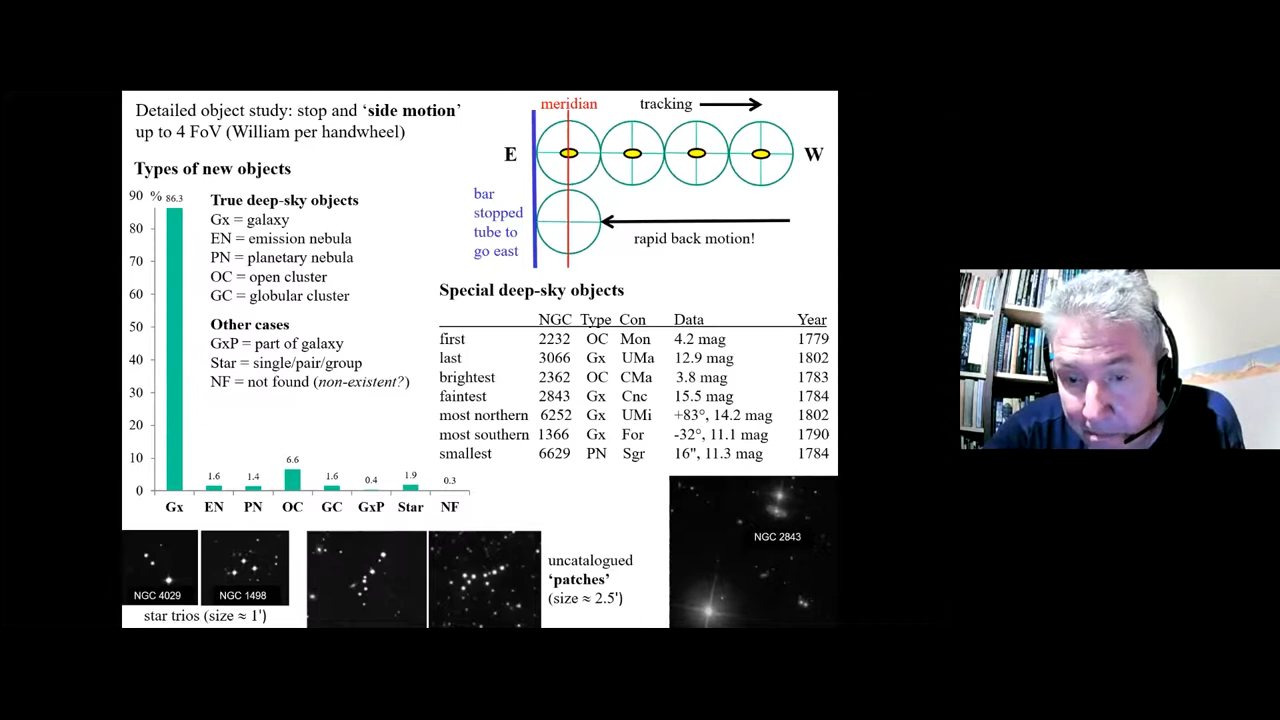 Detailed object study: stop and ‘side motion’
up to 4 FoV (William per handwheel)
Types of new objects
90 % 86.3
80
70
60
50
40
30
20
10
0
1.6
1.4
6.6
1.6
0.4
1.9
0.3
Gx EN PN OC GC GxP Star NF
True deep-sky objects
Gx = galaxy
EN = emission nebula
PN = planetary nebula
OC = open cluster
GC = globular cluster
Other cases
GxP = part of galaxy
Star = single/pair/group
NF = not found (non-existent?)
meridian tracking
E W
bar
stopped
tube to
go east
rapid back motion!
Special deep-sky objects
NGC Type Con Data Year
first 2232 OC Mon 4.2 mag 1779
last 3066 Gx UMa 12.9 mag 1802
brightest 2362 OC CMa 3.8 mag 1783
faintest 2843 Gx Cnc 15.5 mag 1784
most northern 6252 Gx UMi +83°, 14.2 mag 1802
most southern 1366 Gx For -32°, 11.1 mag 1790
smallest 6629 PN Sgr 16", 11.3 mag 1784
NGC 4029
NGC 1498
star trios (size ≈ 1')
uncatalogued
‘patches’
(size ≈ 2.5')
NGC 2843